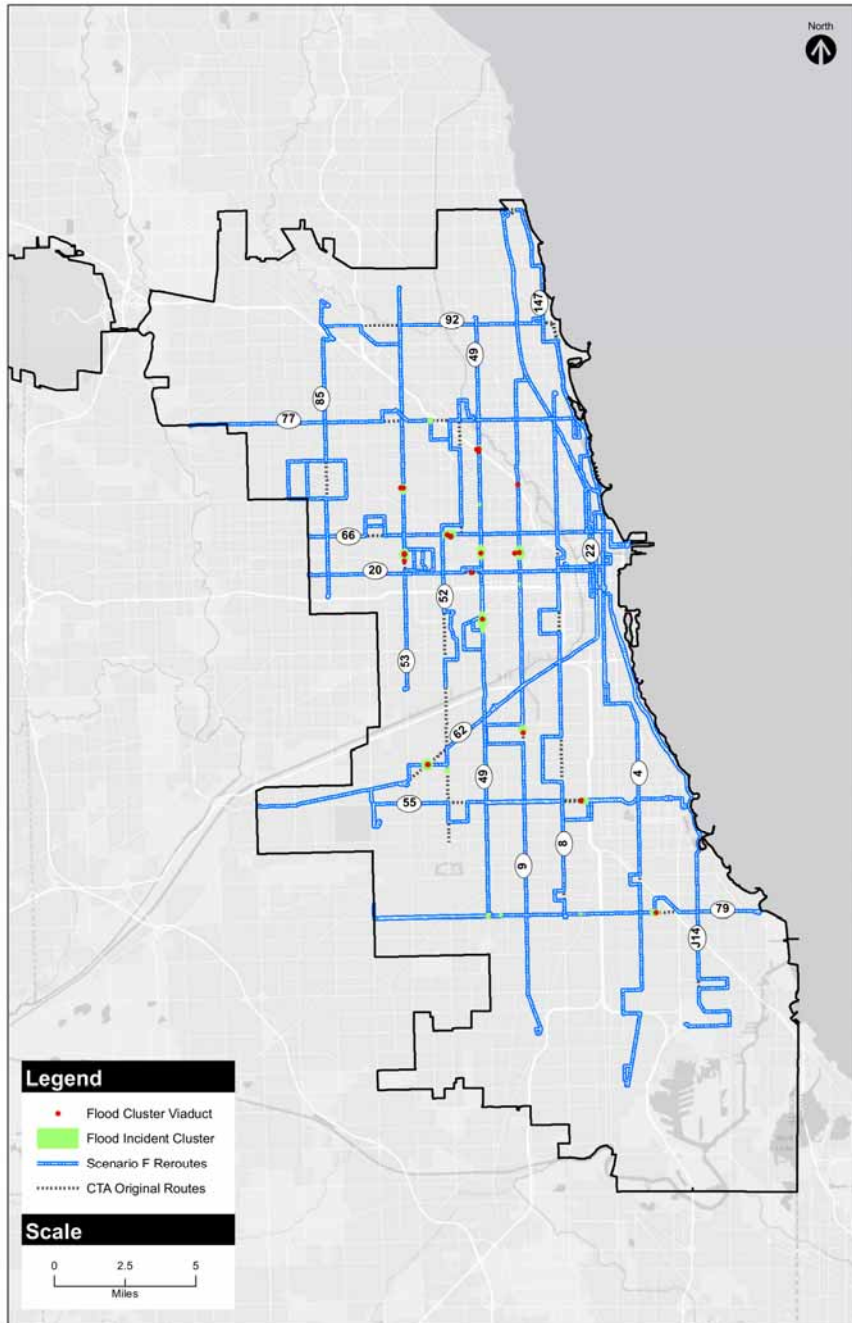 North
147
92
49
85
77
66
22
20
52
53
62
4
49
55
8
9
79
J14
Legend
Flood Cluster Viaduct
Flood Incident Cluster
Scenario F Reroutes
CTA Original Routes
Scale
0 2.5 5
Miles